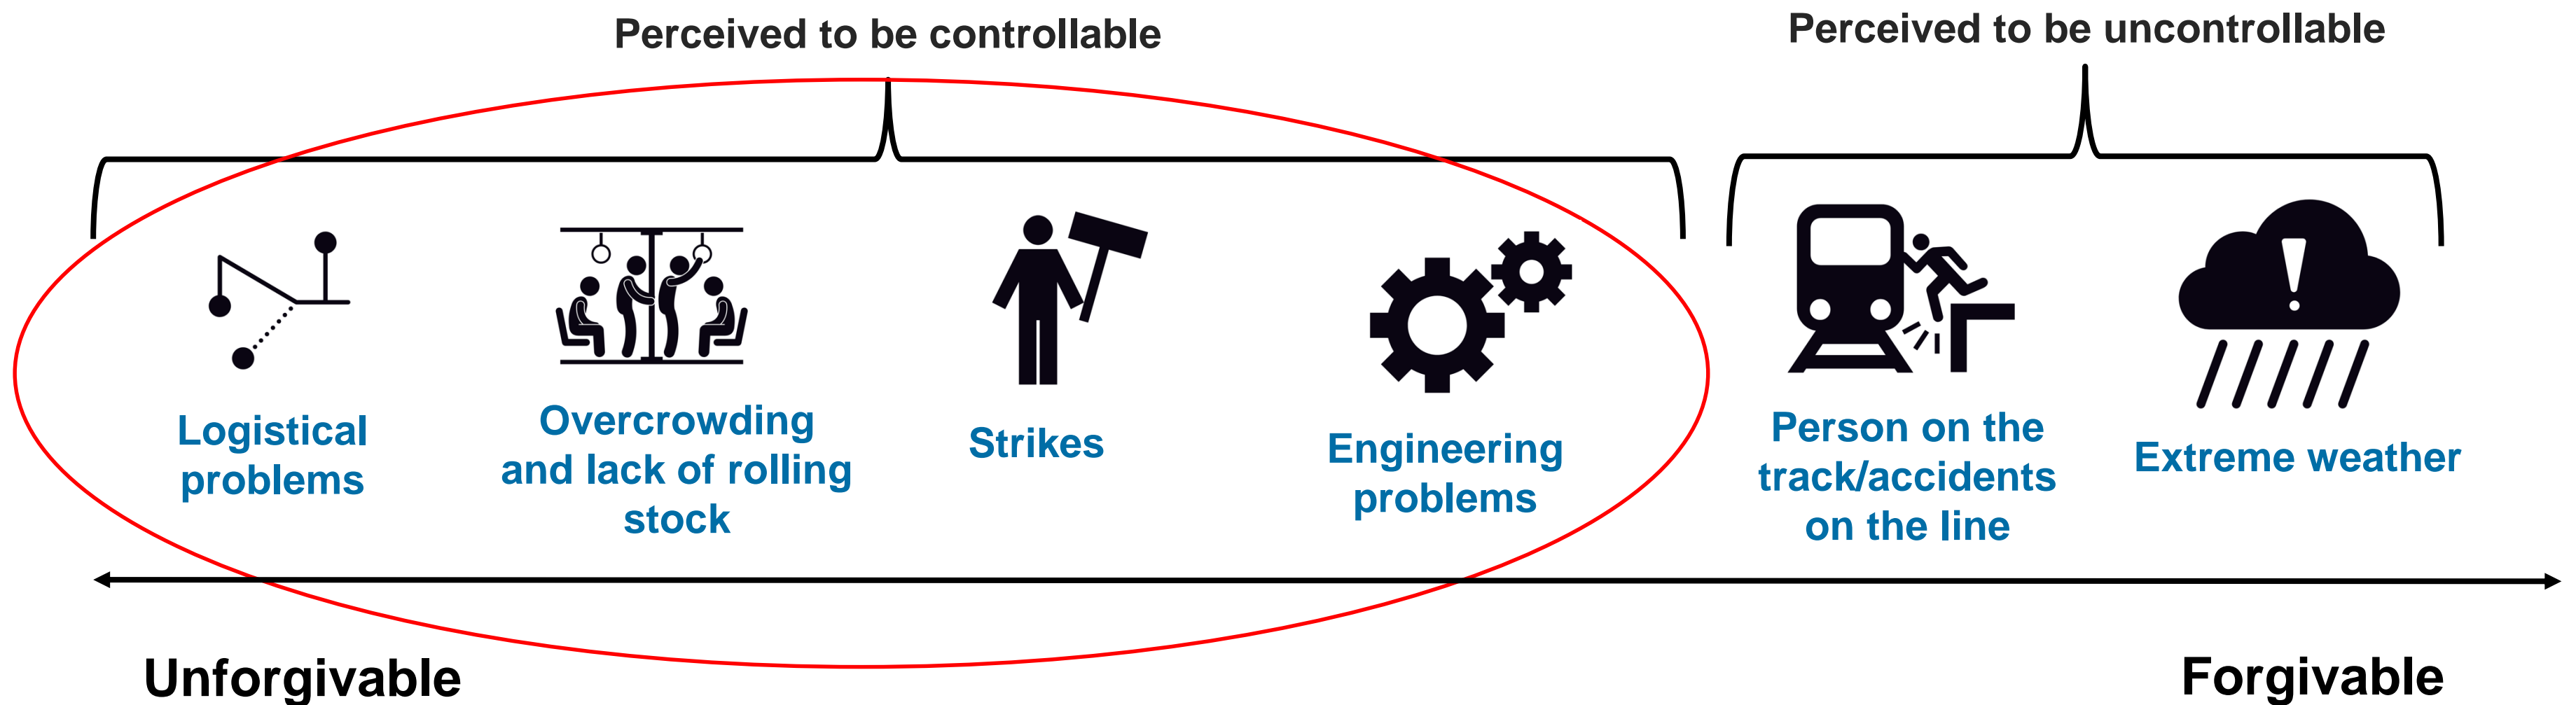 Perceived to be controllable
Perceived to be uncontrollable
Logistical
problems
Overcrowding
and lack of rolling
stock
Strikes
Engineering
problems
Person on the
track/accidents
on the line
Extreme weather
Unforgivable
Forgivable